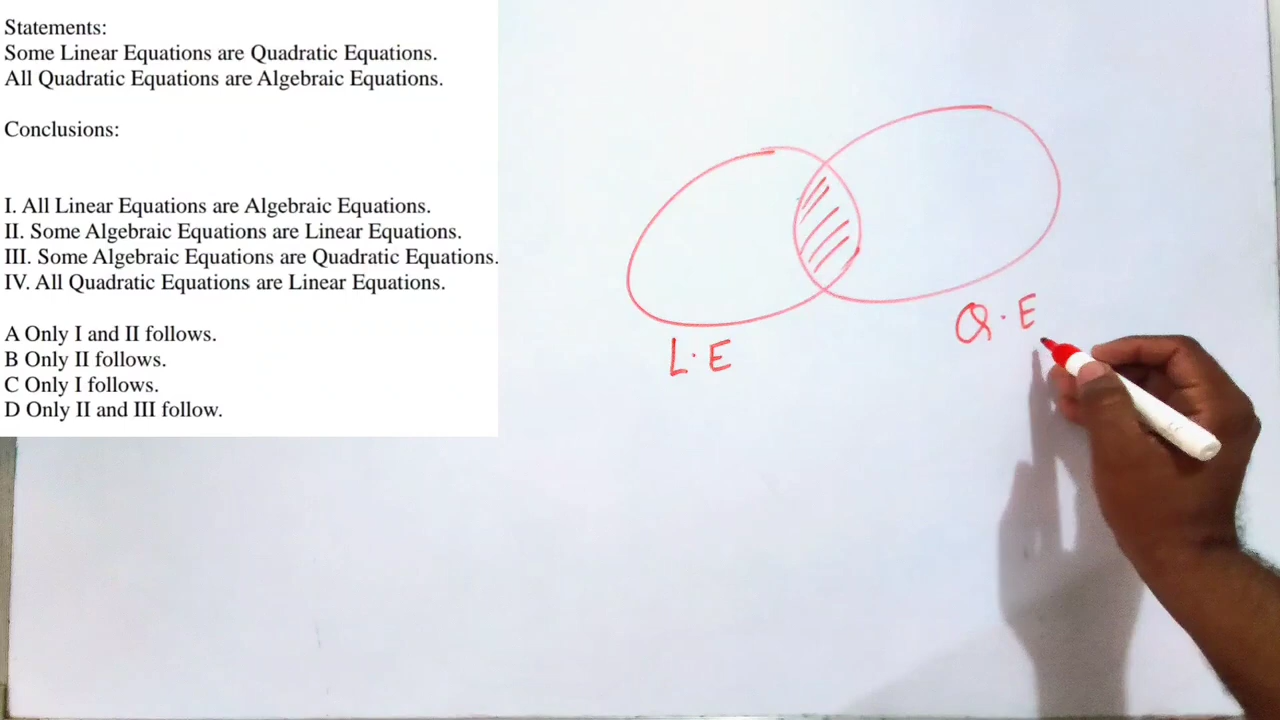 Statements:
Some Linear Equations are Quadratic Equations.
All Quadratic Equations are Algebraic Equations.
Conclusions:
I. All Linear Equations are Algebraic Equations.
II. Some Algebraic Equations are Linear Equations.
III. Some Algebraic Equations are Quadratic Equations.
IV. All Quadratic Equations are Linear Equations.
A Only I and II follows.
B Only II follows.
C Only I follows.
D Only II and III follow.
L.E
Q.E